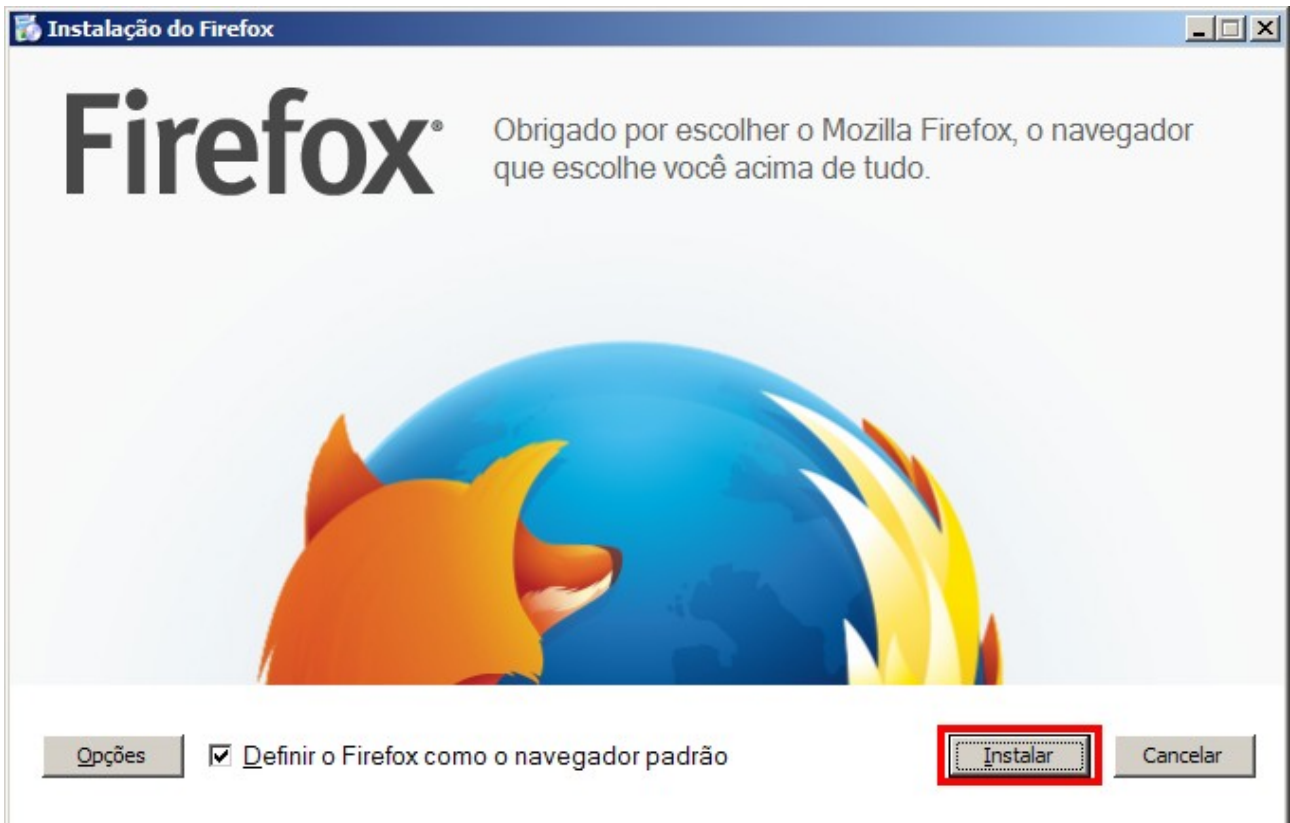 Instalação do Firefox
Firefox®
Obrigado por escolher o Mozilla Firefox, o navegador
que escolhe você acima de tudo.
Opções
Definir o Firefox como o navegador padrão
Instalar
Cancelar